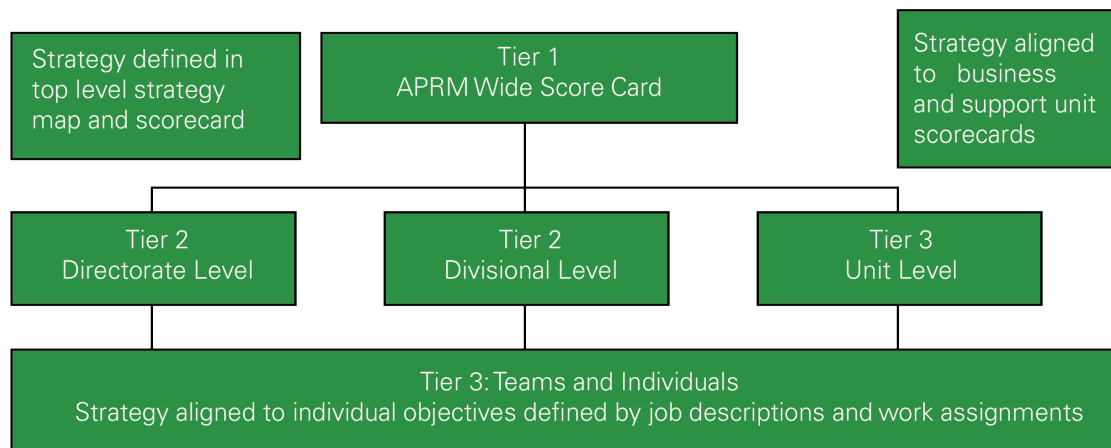 Strategy defined in
top level strategy
map and scorecard
Tier 1
APRM Wide Score Card
Strategy aligned
to business
and support unit
scorecards
Tier 2
Directorate Level
Tier 2
Divisional Level
Tier 3
Unit Level
Tier 3: Teams and Individuals
Strategy aligned to individual objectives defined by job descriptions and work assignments